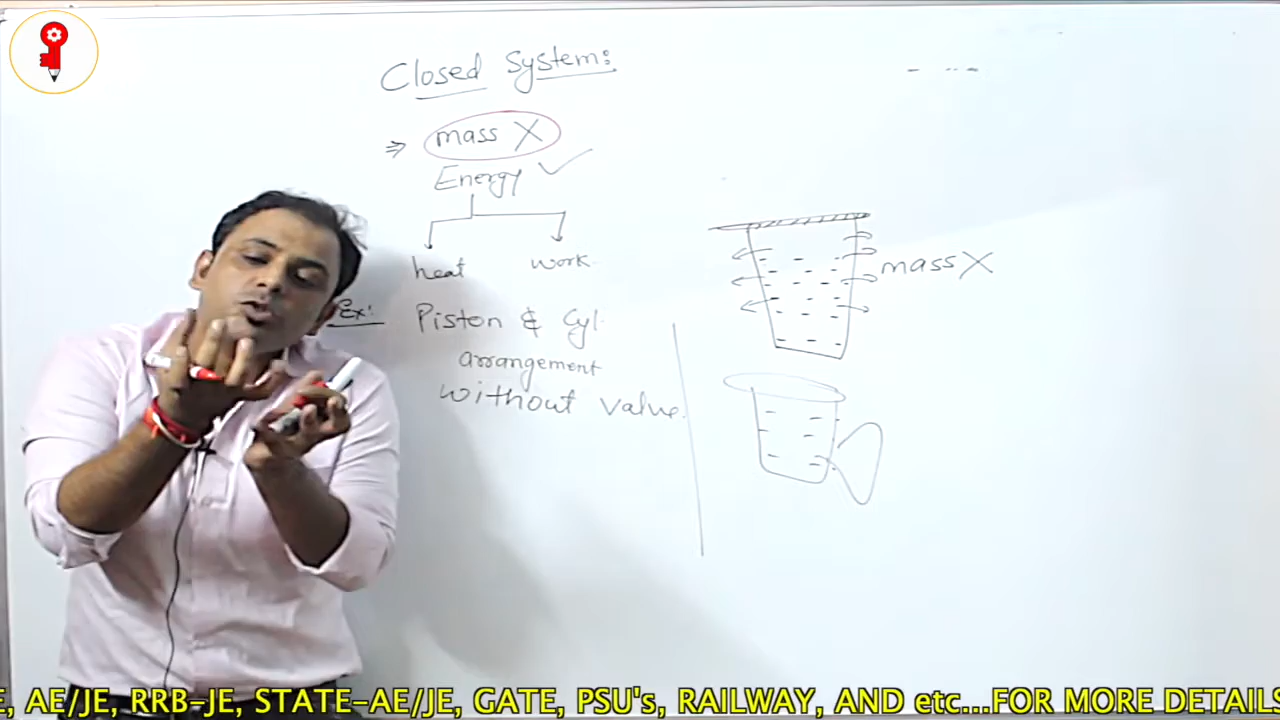 Closed System:
⇒ mass X
Energy ✓
heat work
Ex: Piston & Cyl.
arrangement
without value.
mass X
E, AE/JE, RRB-JE, STATE-AE/JE, GATE, PSU's, RAILWAY, AND etc...FOR MORE DETAILS